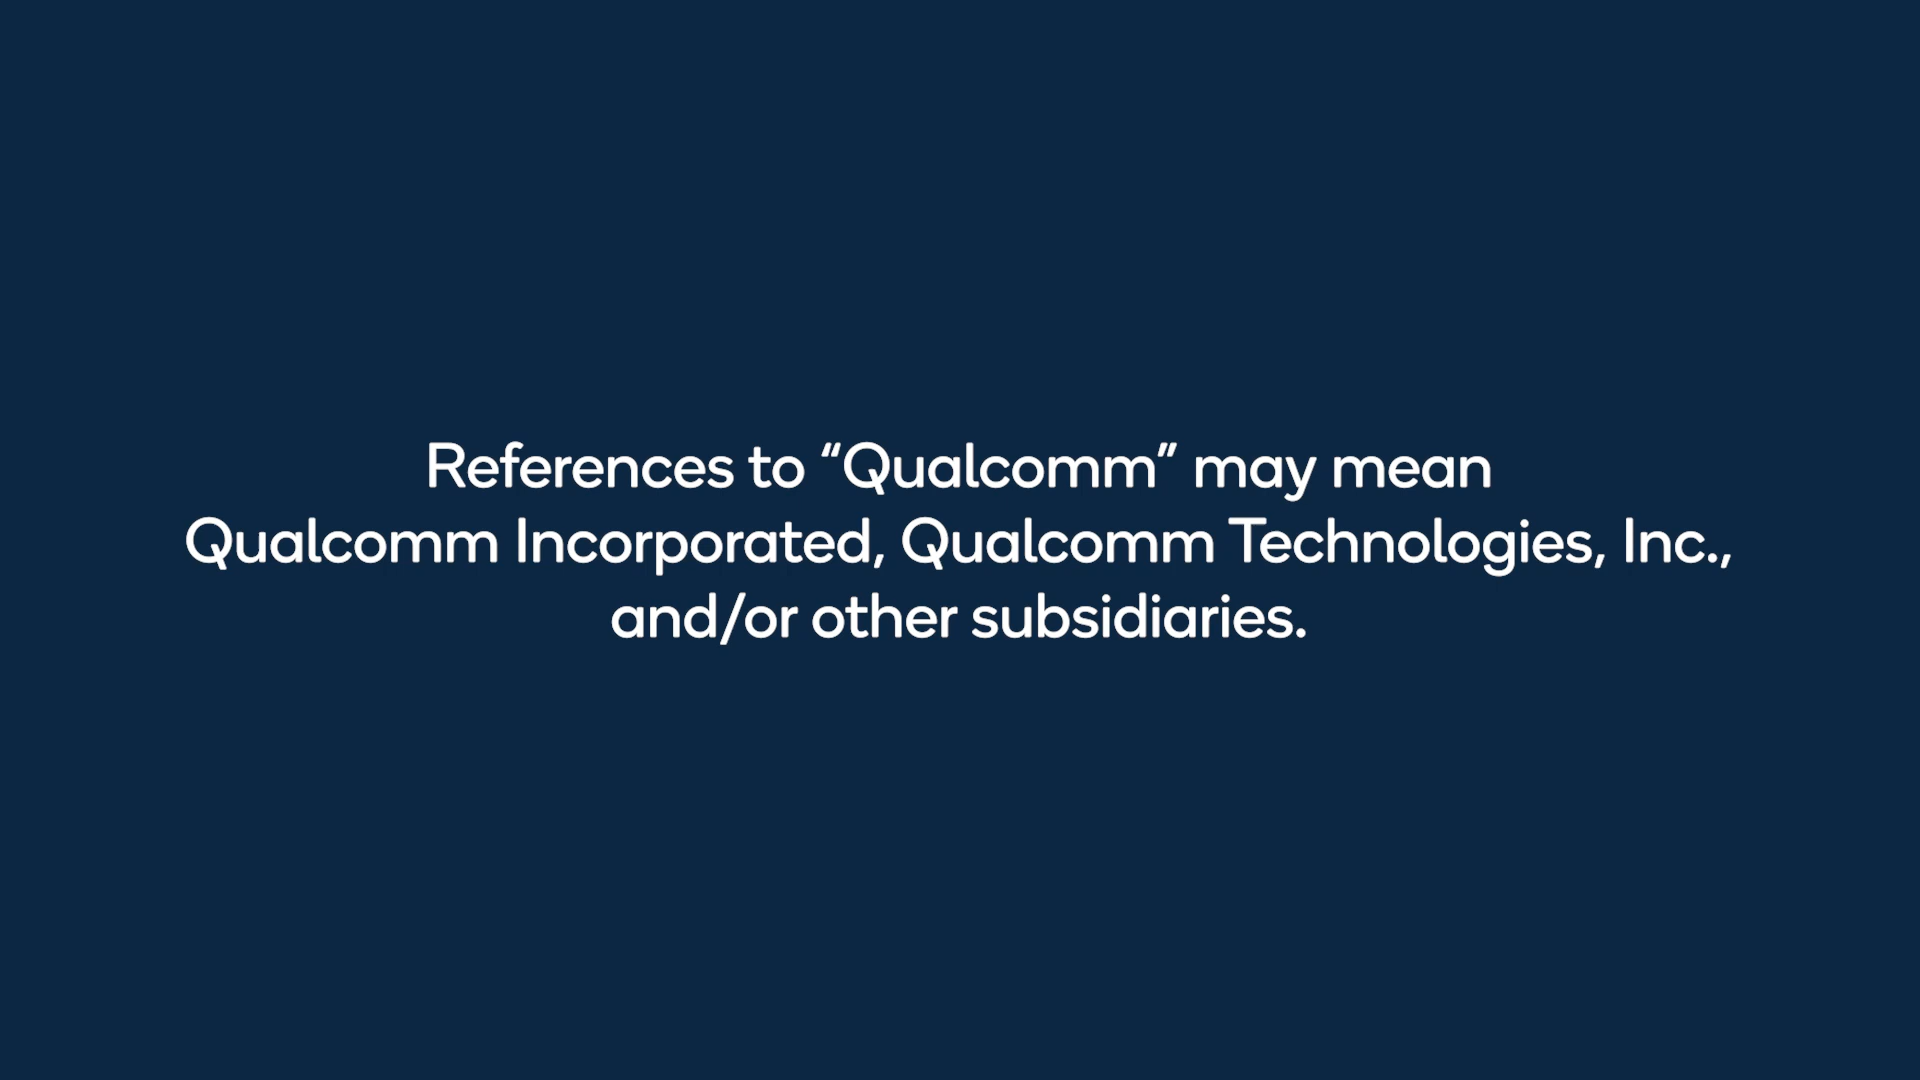 References to “Qualcomm” may mean
Qualcomm Incorporated, Qualcomm Technologies, Inc.,
and/or other subsidiaries.